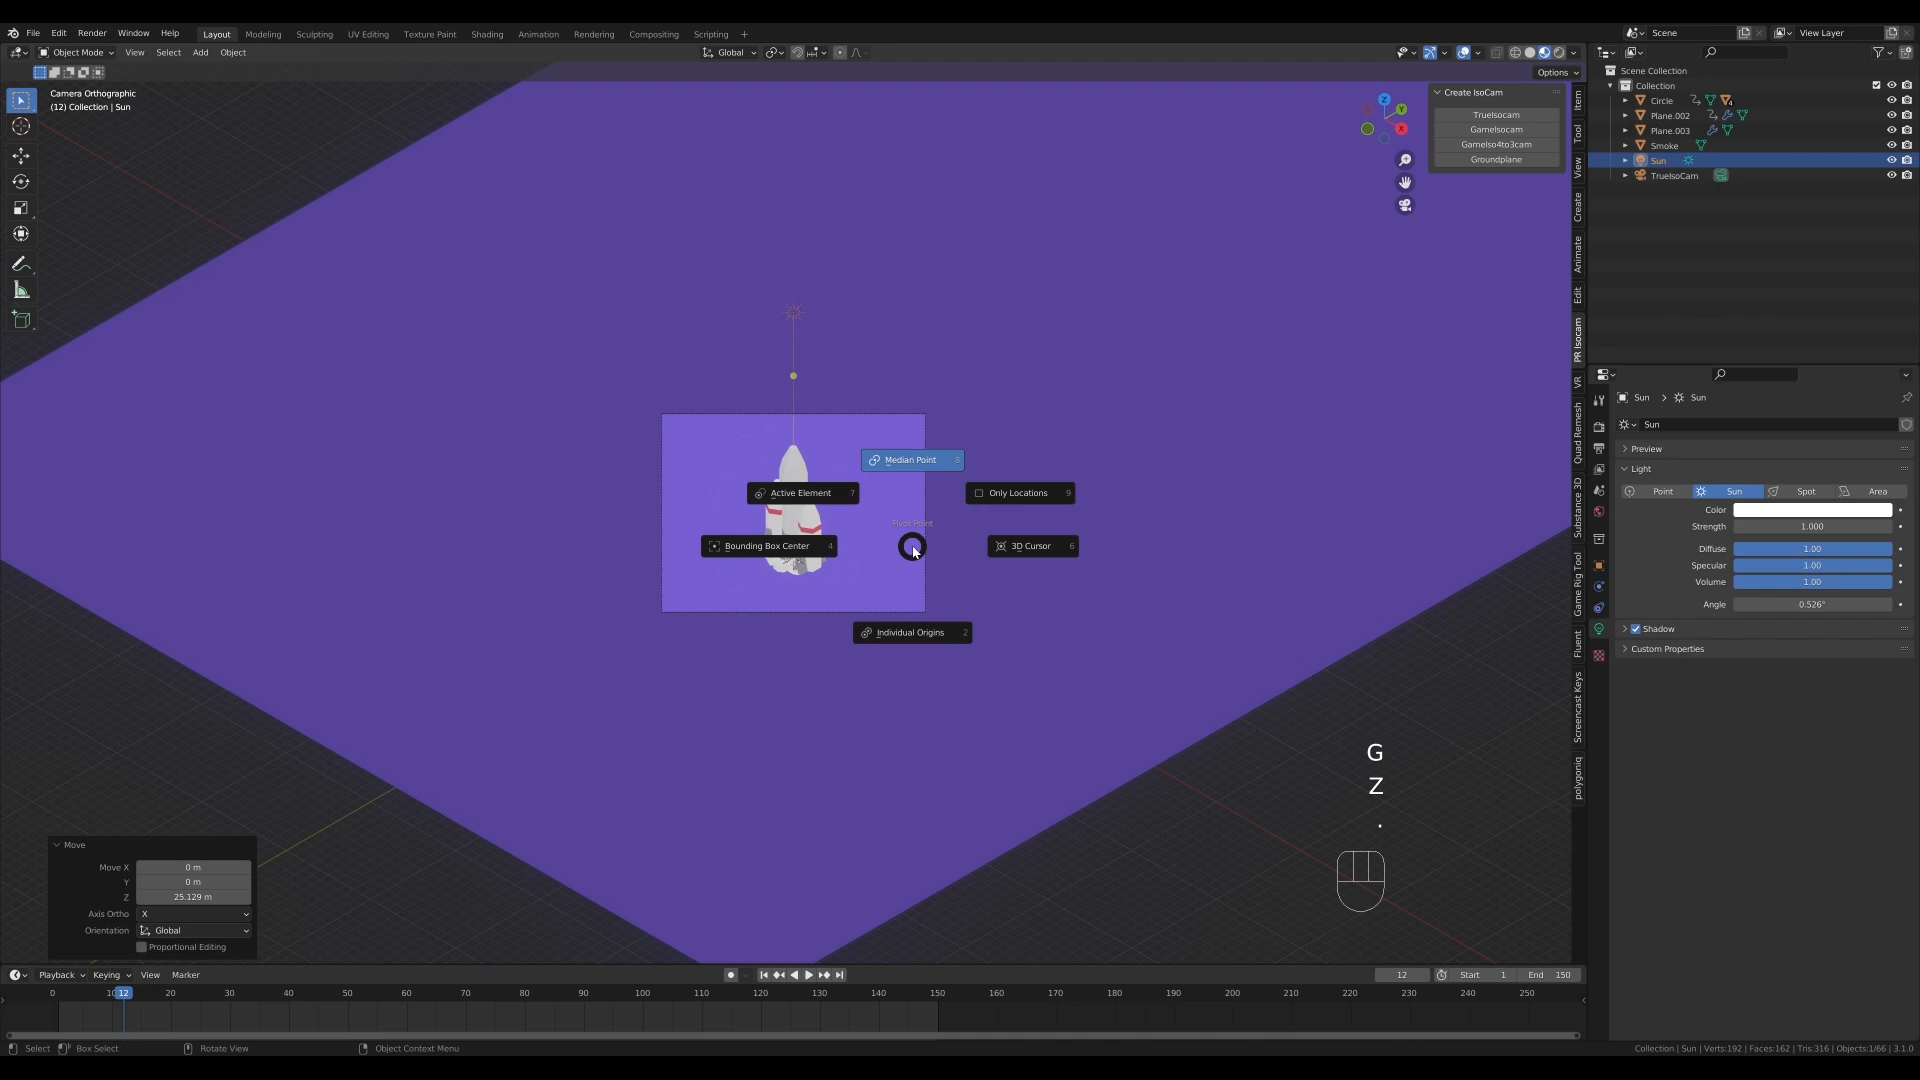 File Edit Render Window Help Layout Modeling Sculpting UV Editing Texture Paint Shading Animation Rendering Compositing Scripting + Scene View Layer
Object Mode View Select Add Object Global
Options
Camera Orthographic
(12) Collection | Sun
Create IsoCam
TrueIsocam
GameIsocam
GameIso4to3cam
Groundplane
Z
Y
X
Item
Tool
View
Create
Animate
Edit
PR Isocam
VR
Quad Remesh
Substance 3D
Game Rig Tool
Fluent
Screencast Keys
polygoniq
Scene Collection
Collection
Circle 4
Plane.002
Plane.003
Smoke
Sun
TrueIsoCam
Sun > Sun
Sun
Preview
Light
Point Sun Spot Area
Color
Strength 1.000
Diffuse 1.00
Specular 1.00
Volume 1.00
Angle 0.526°
Shadow
Custom Properties
Median Point 8
Active Element 7
Only Locations 9
Pivot Point
Bounding Box Center 4
3D Cursor 6
Individual Origins 2
G
Z
.
Move
Move X 0 m
Y 0 m
Z 25.129 m
Axis Ortho X
Orientation Global
Proportional Editing
Playback Keying View Marker 12 Start 1 End 150
0 10 12 20 30 40 50 60 70 80 90 100 110 120 130 140 150 160 170 180 190 200 210 220 230 240 250
Select Box Select Rotate View Object Context Menu Collection | Sun | Verts:192 | Faces:162 | Tris:316 | Objects:1/66 | 3.1.0